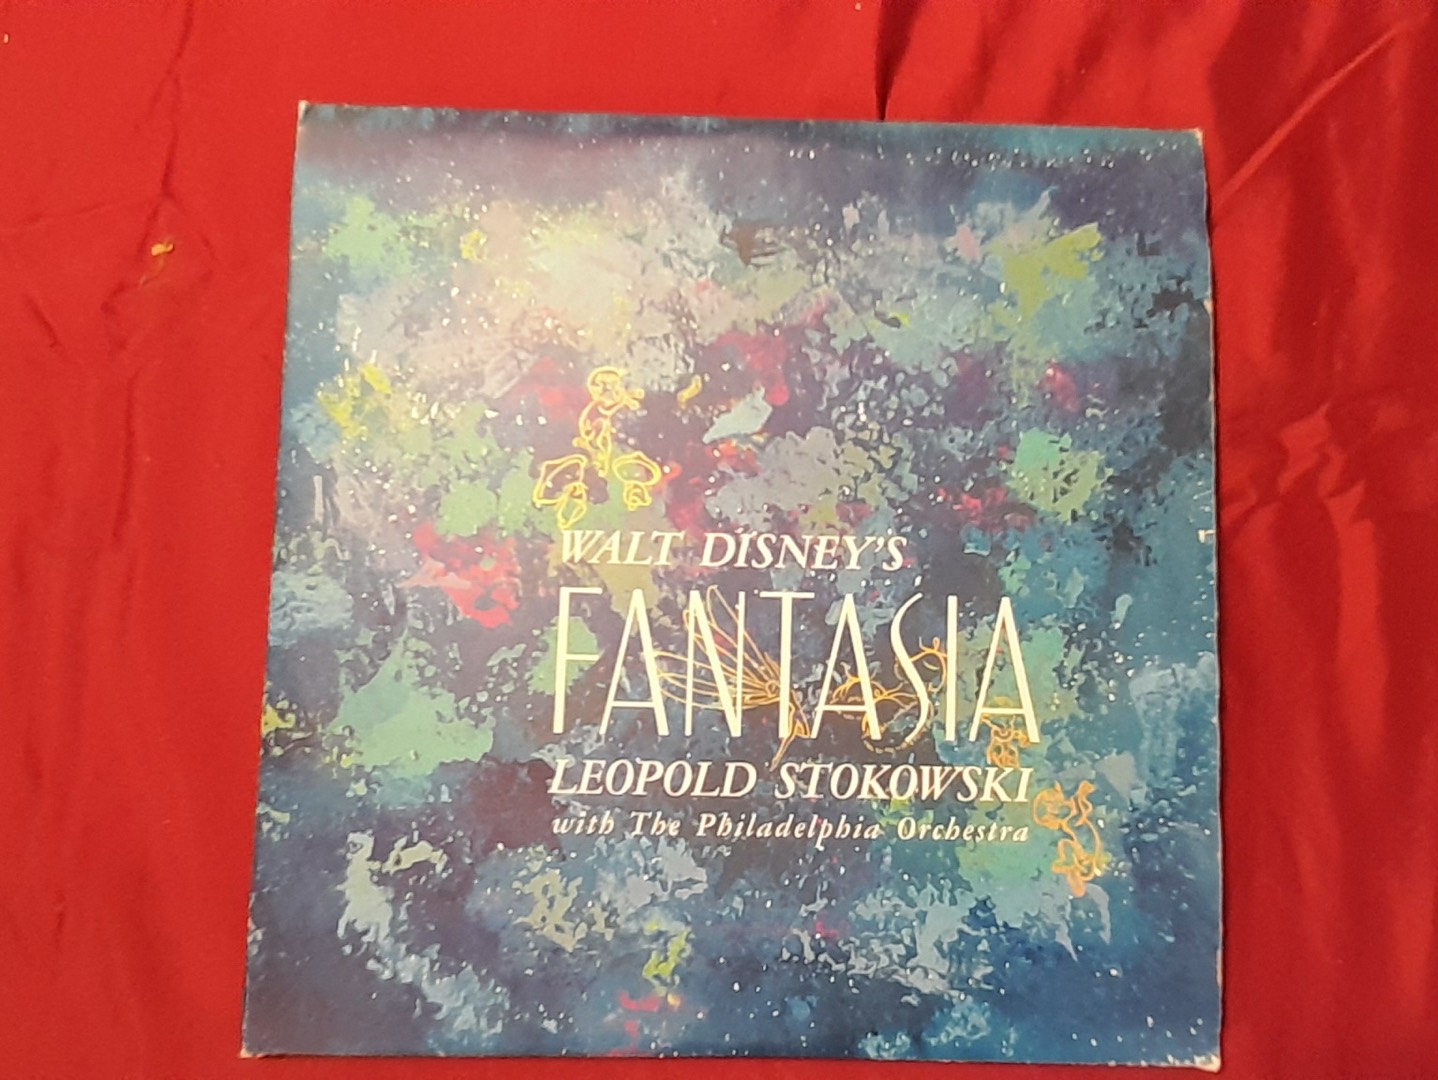 WALT DISNEY'S
FANTASIA
LEOPOLD STOKOWSKI
with The Philadelphia Orchestra